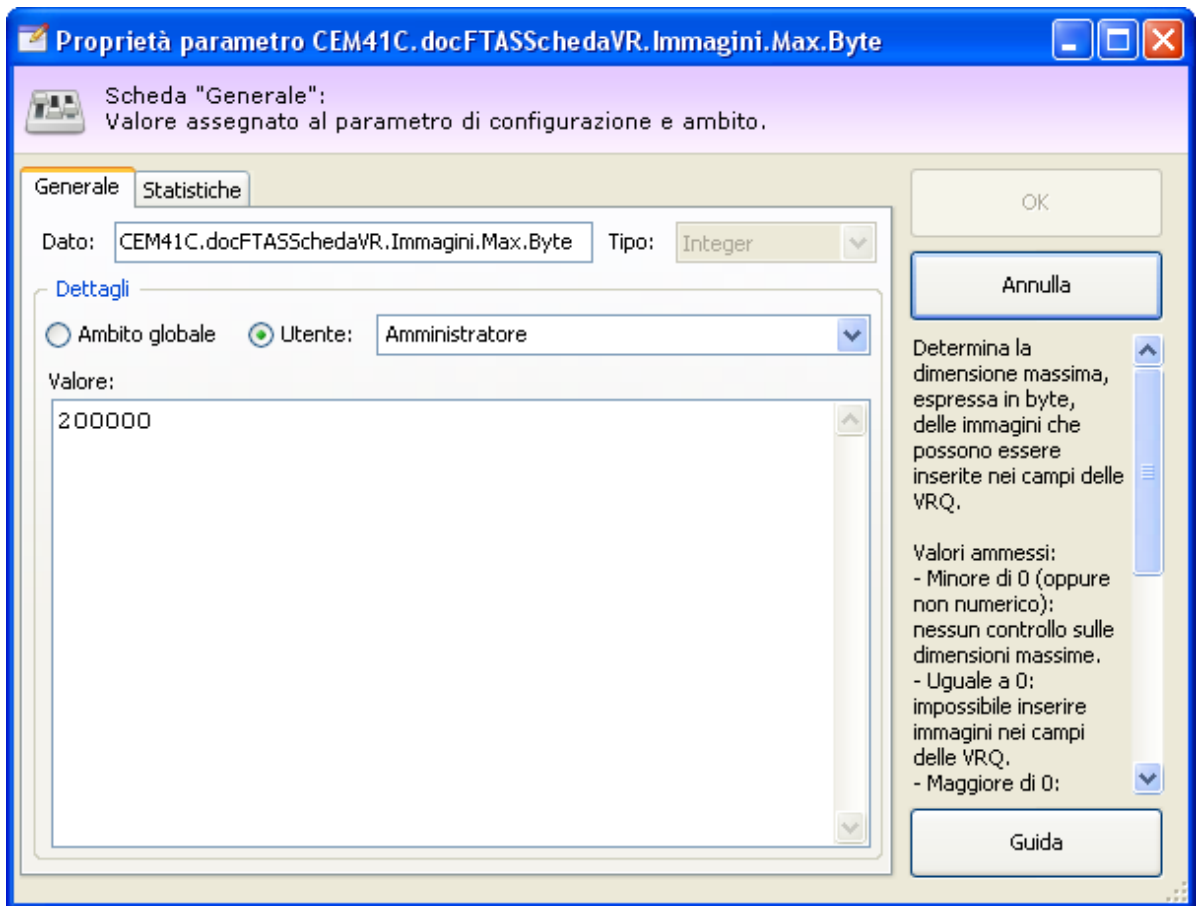 Proprietà parametro CEM41C.docFTASSchedaVR.Immagini.Max.Byte
Scheda "Generale":
Valore assegnato al parametro di configurazione e ambito.
Generale Statistiche
Dato: CEM41C.docFTASSchedaVR.Immagini.Max.Byte Tipo: Integer
Dettagli
Ambito globale Utente: Amministratore
Valore:
200000
OK
Annulla
Determina la
dimensione massima,
espressa in byte,
delle immagini che
possono essere
inserite nei campi delle
VRQ.
Valori ammessi:
- Minore di 0 (oppure
non numerico):
nessun controllo sulle
dimensioni massime.
- Uguale a 0:
impossibile inserire
immagini nei campi
delle VRQ.
- Maggiore di 0:
Guida